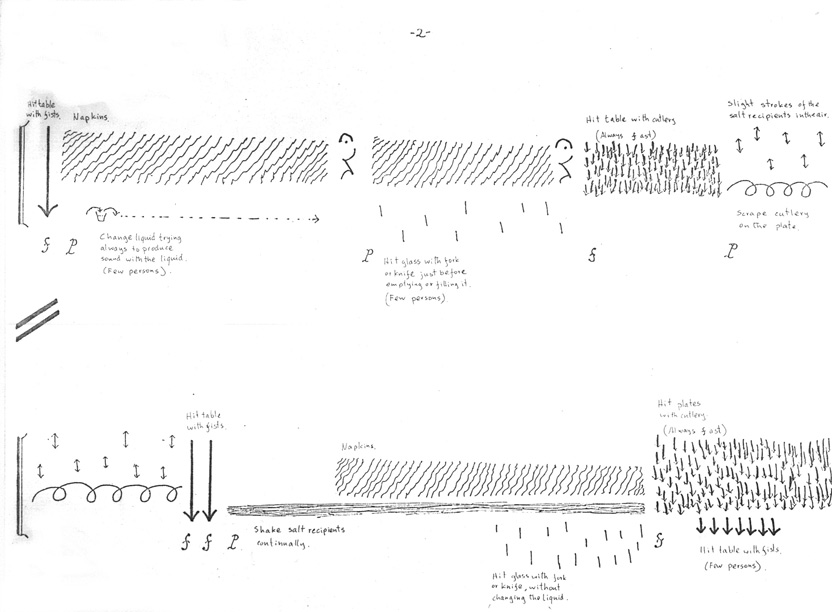 -2-
Hit table
with fists.
Napkins.
Hit table with cutlery
(Always fast)
Slight strokes of the
salt recipients in the air.
f
P
Change liquid trying
always to produce
sound with the liquid.
(Few persons).
P
Hit glass with fork
or knife just before
emptying or filling it.
(Few persons)
f
Scrape cutlery
on the plate.
P
Hit table
with fists.
Napkins.
Hit plates
with cutlery
(Always fast)
f f P
Shake salt recipients
continually.
Hit glass with fork
or knife, without
changing the liquid.
f
Hit table with fists.
(Few persons).